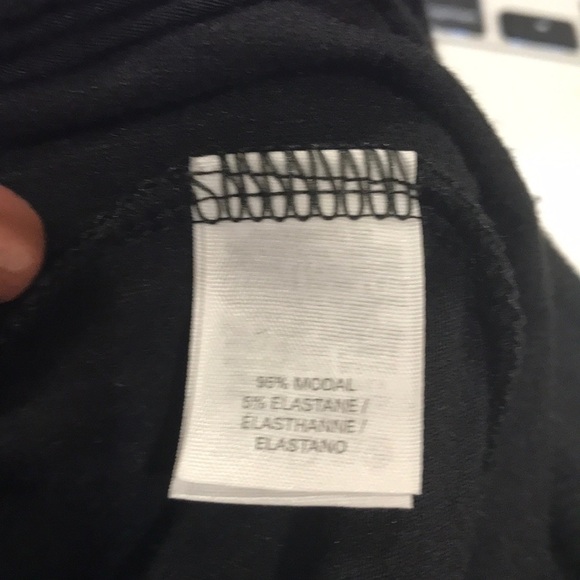 95% MODAL
5% ELASTANE /
ELASTHANNE /
ELASTANO